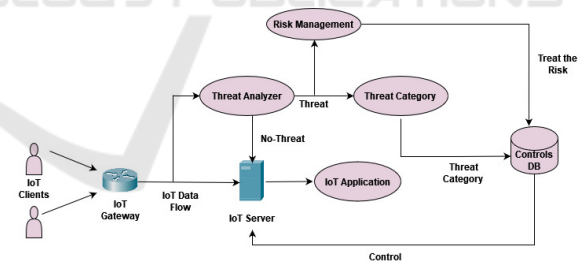 Risk Management
Treat the
Risk
Threat Analyzer
Threat
Threat Category
No-Threat
Controls
DB
IoT
Clients
IoT
Gateway
IoT Data
Flow
IoT Server
IoT Application
Threat
Category
Control